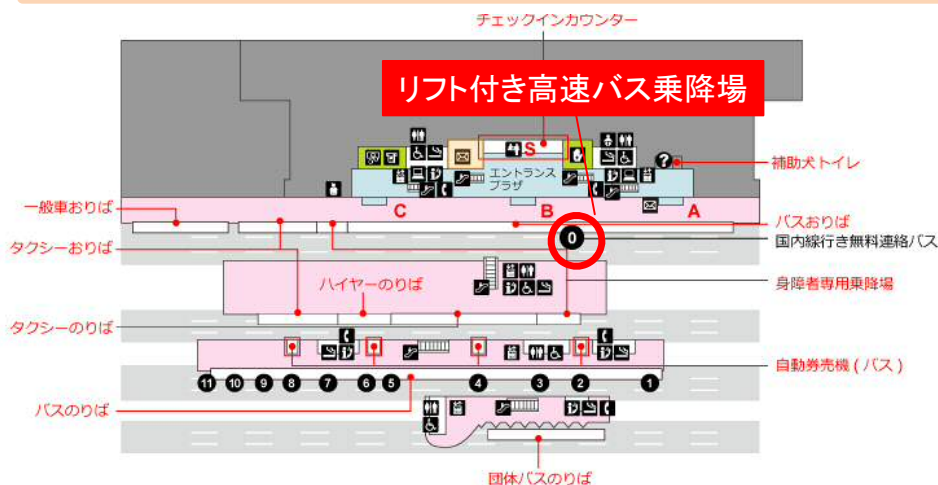 チェックインカウンター
リフト付き高速バス乗降場
S
?
補助犬トイレ
エントランス
プラザ
一般車おりば
C
B
A
バスおりば
0
国内線行き無料連絡バス
タクシーおりば
ハイヤーのりば
身障者専用乗降場
タクシーのりば
自動券売機(バス)
11
10
9
8
7
6
5
4
3
2
1
バスのりば
団体バスのりば